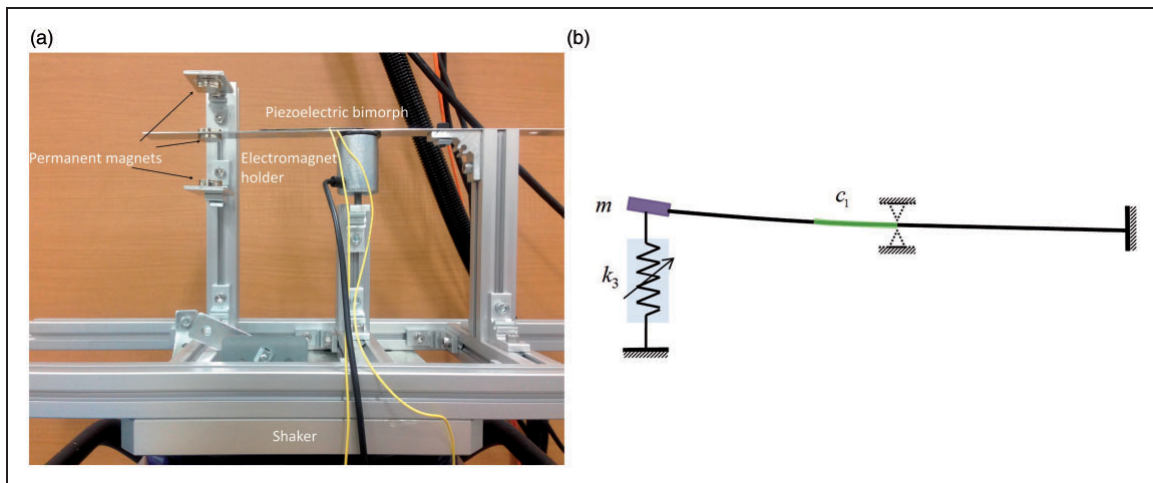 (a)
(b)
Piezoelectric bimorph
Permanent magnets
Electromagnet
holder
Shaker
c₁
m
k₃